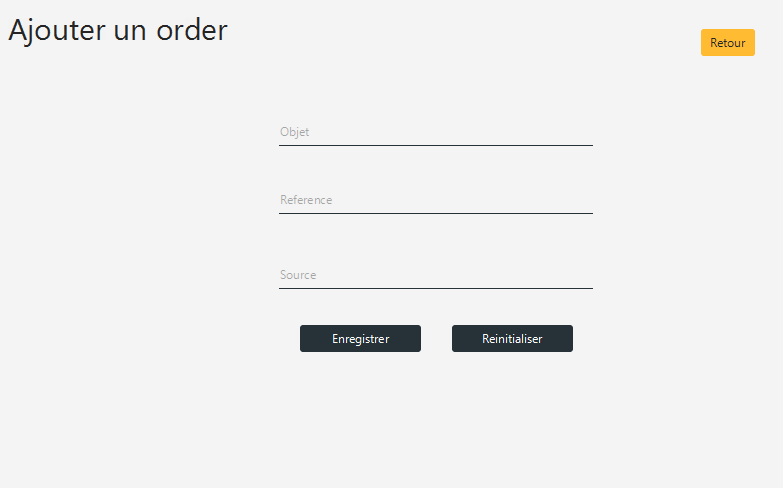 Ajouter un order
Retour
Objet
Reference
Source
Enregistrer
Reinitialiser